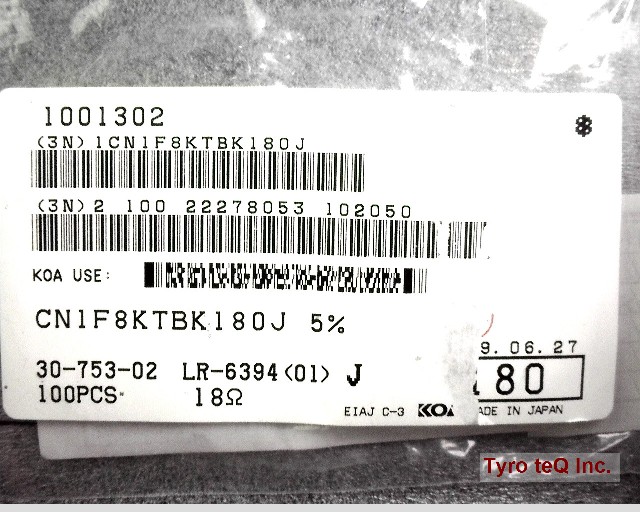 1001302
*
(3N) 1CN1F8KTBK180J
(3N) 2 100 22278053 102050
KOA USE:
CN1F8KTBK180J 5%
9.06.27
30-753-02 LR-6394(01) J
80
100PCS 18Ω
EIAJ C-3 KOA ADE IN JAPAN
Tyro teQ Inc.